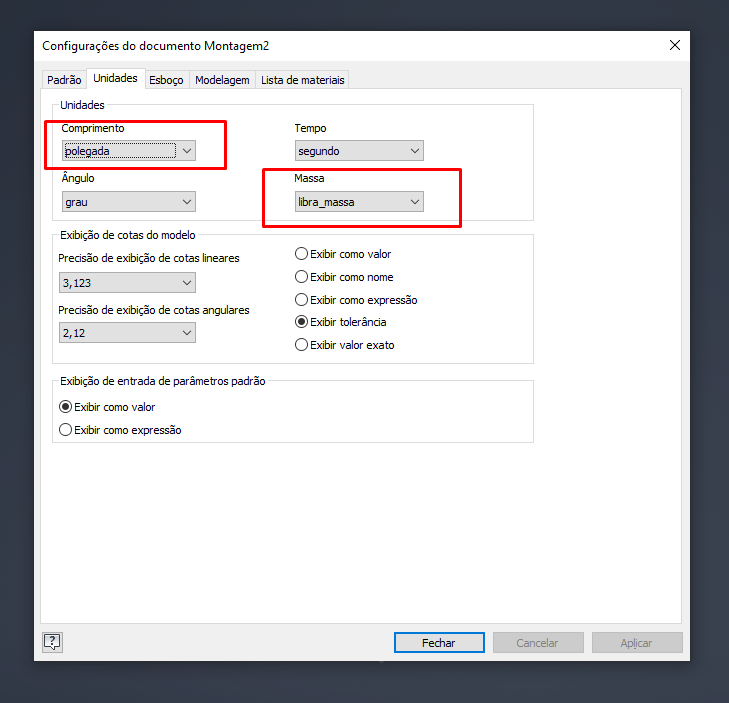 Configurações do documento Montagem2
Padrão Unidades Esboço Modelagem Lista de materiais
Unidades
Comprimento Tempo
polegada segundo
Ângulo Massa
grau libra_massa
Exibição de cotas do modelo
Precisão de exibição de cotas lineares
3,123
Precisão de exibição de cotas angulares
2,12
Exibir como valor
Exibir como nome
Exibir como expressão
Exibir tolerância
Exibir valor exato
Exibição de entrada de parâmetros padrão
Exibir como valor
Exibir como expressão
? Fechar Cancelar Aplicar